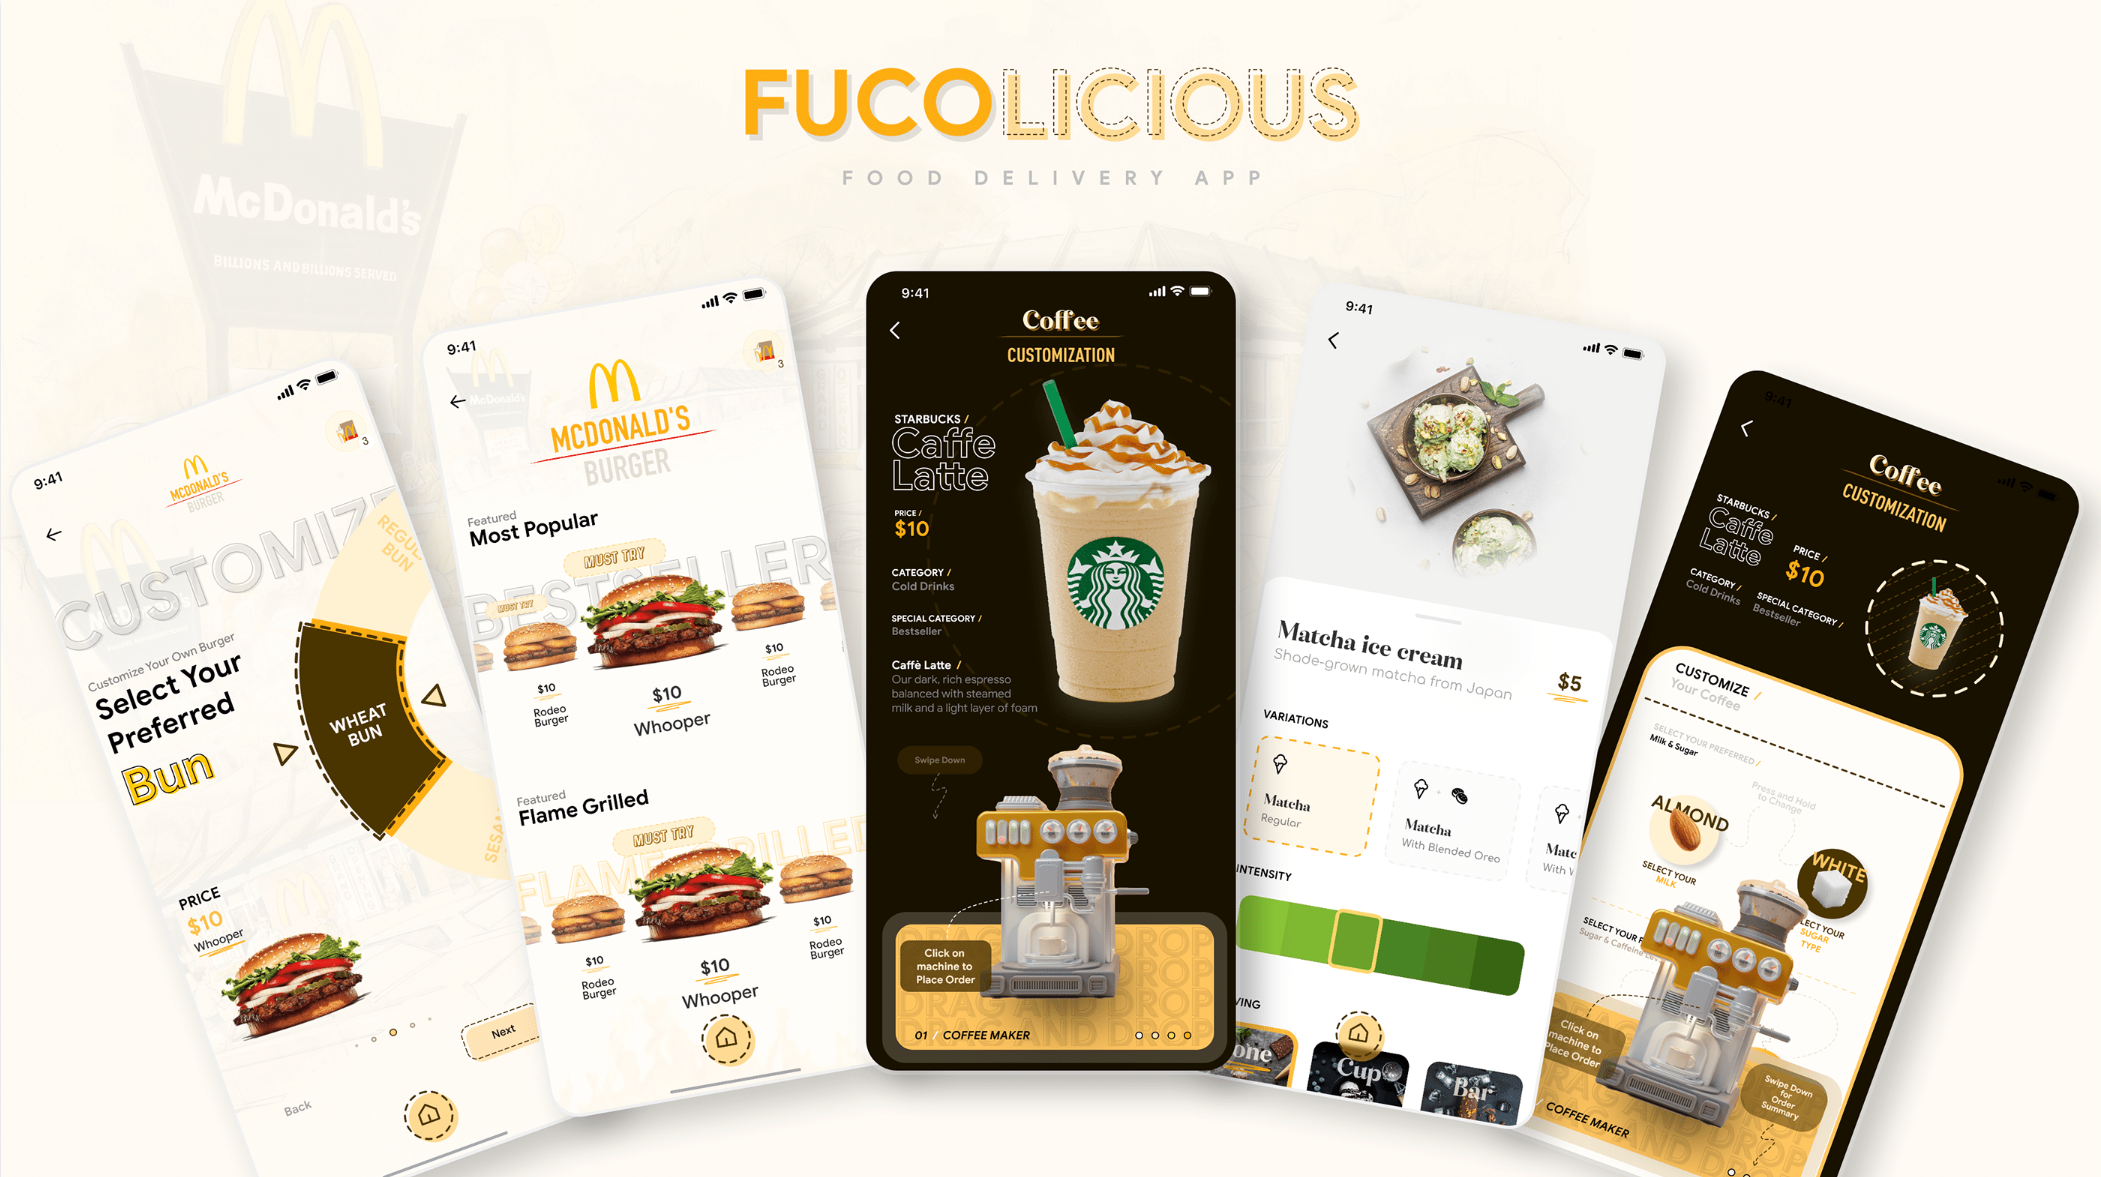 FUCOLICIOUS
FOOD DELIVERY APP
McDonald's
BILLIONS AND BILLIONS SERVED
9:41
3
MCDONALD'S
BURGER
CUSTOMIZE
Customize Your Own Burger
Select Your
Preferred
Bun
REGUL
BUN
WHEAT
BUN
SESA
PRICE
$10
Whooper
Next
Back
9:41
3
McDonald's
MCDONALD'S
BURGER
Featured
Most Popular
MUST TRY
BESTSELLER
MUST TRY
$10
Rodeo
Burger
$10
Whooper
$10
Rodeo
Burger
Featured
Flame Grilled
MUST TRY
FLAME GRILLED
$10
Rodeo
Burger
$10
Whooper
$10
Rodeo
Burger
9:41
Coffee
CUSTOMIZATION
STARBUCKS /
Caffe
Latte
PRICE /
$10
CATEGORY /
Cold Drinks
SPECIAL CATEGORY /
Bestseller
Caffè Latte /
Our dark, rich espresso
balanced with steamed
milk and a light layer of foam
Swipe Down
Click on
machine to
Place Order
DRAG AND DROP
01 / COFFEE MAKER
9:41
Matcha ice cream
Shade-grown matcha from Japan
$5
VARIATIONS
Matcha
Regular
Matcha
With Blended Oreo
Matc
With
INTENSITY
VING
one
Cup
Bar
9:41
Coffee
CUSTOMIZATION
STARBUCKS /
Caffe
Latte
PRICE /
$10
CATEGORY /
Cold Drinks
SPECIAL CATEGORY /
Bestseller
CUSTOMIZE /
Your Coffee
SELECT YOUR PREFERRED /
Milk & Sugar
Press and Hold
to Change
ALMOND
SELECT YOUR
MILK
WHITE
LECT YOUR
SUGAR
TYPE
SELECT YOUR
Sugar & Caffeine
Click on
machine to
Place Order
Swipe Down
for
Order
Summary
DRAG AND DROP
/ COFFEE MAKER